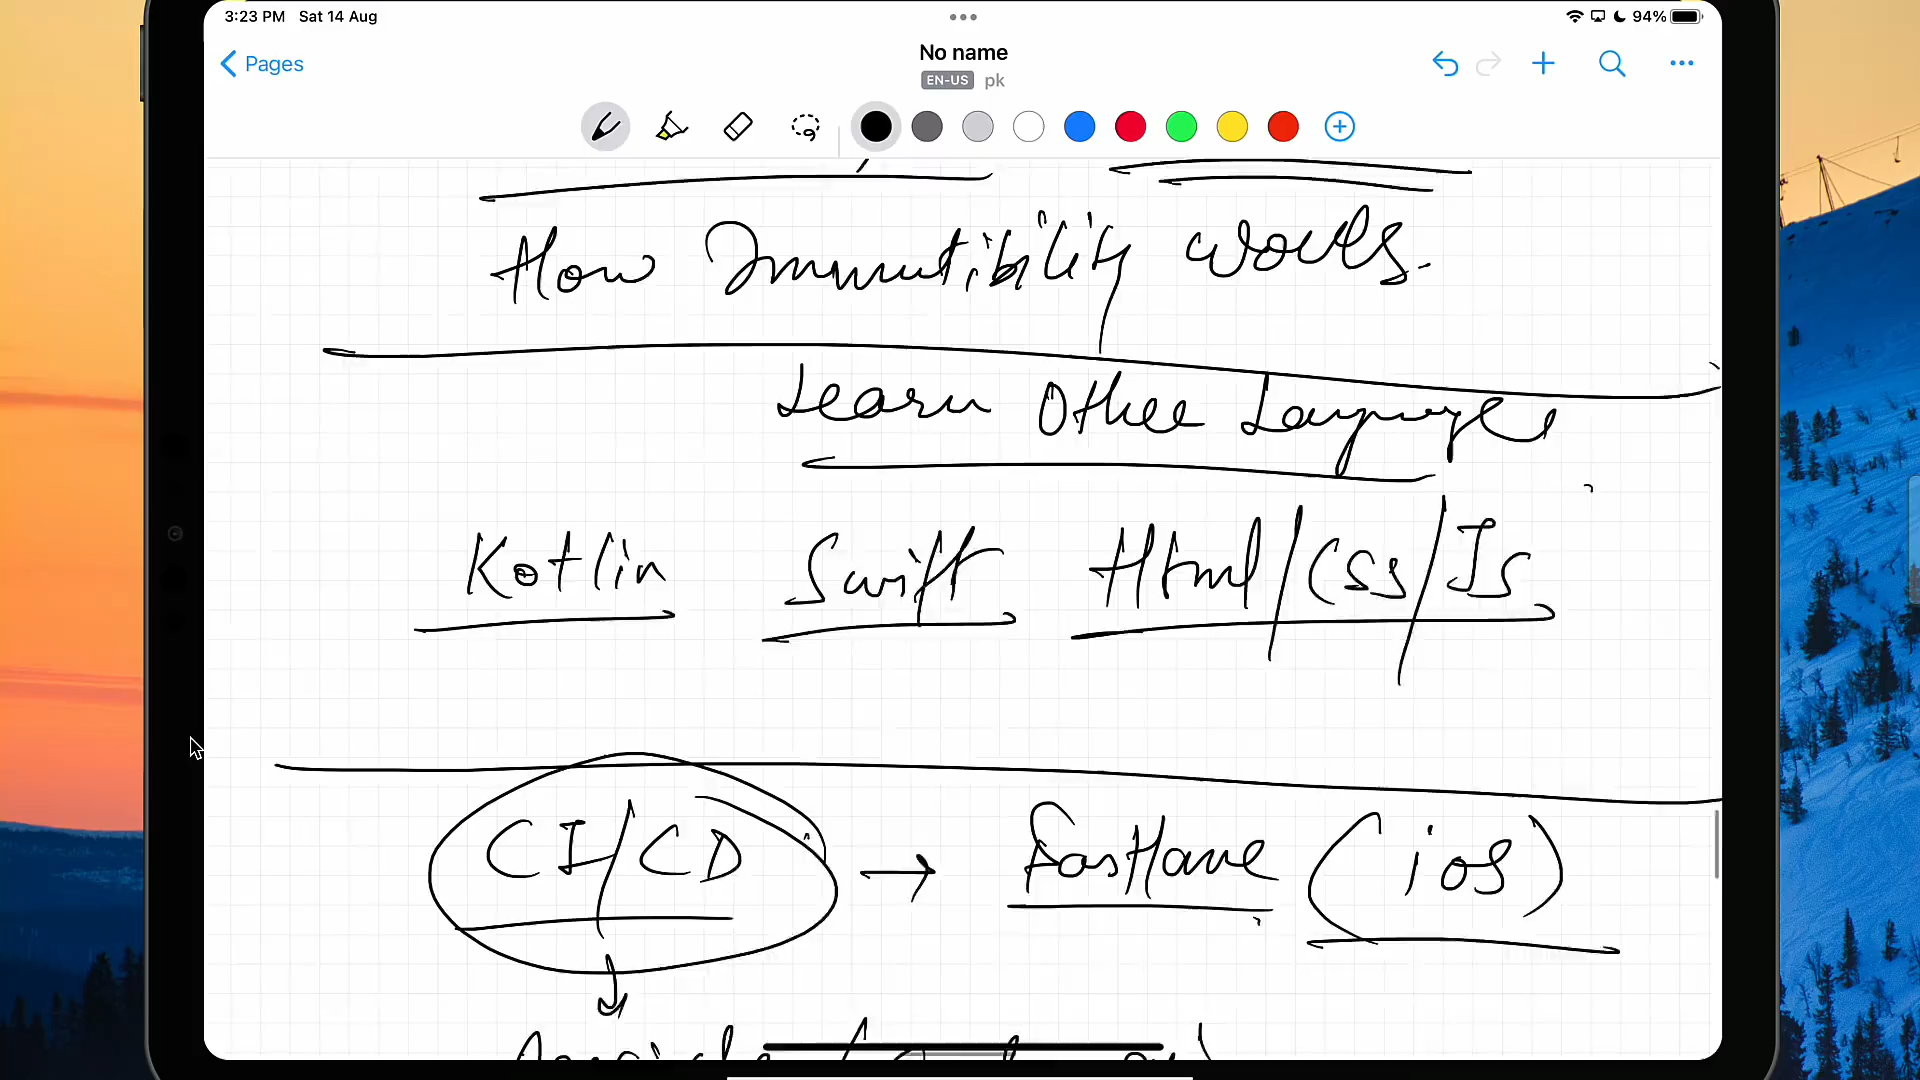 3:23 PM Sat 14 Aug
94%
Pages
No name
EN-US pk
How Immutibility Works.
Learn Other Languages
Kotlin Swift Html/CSS/Js
CI/CD → Fastlane (ios)